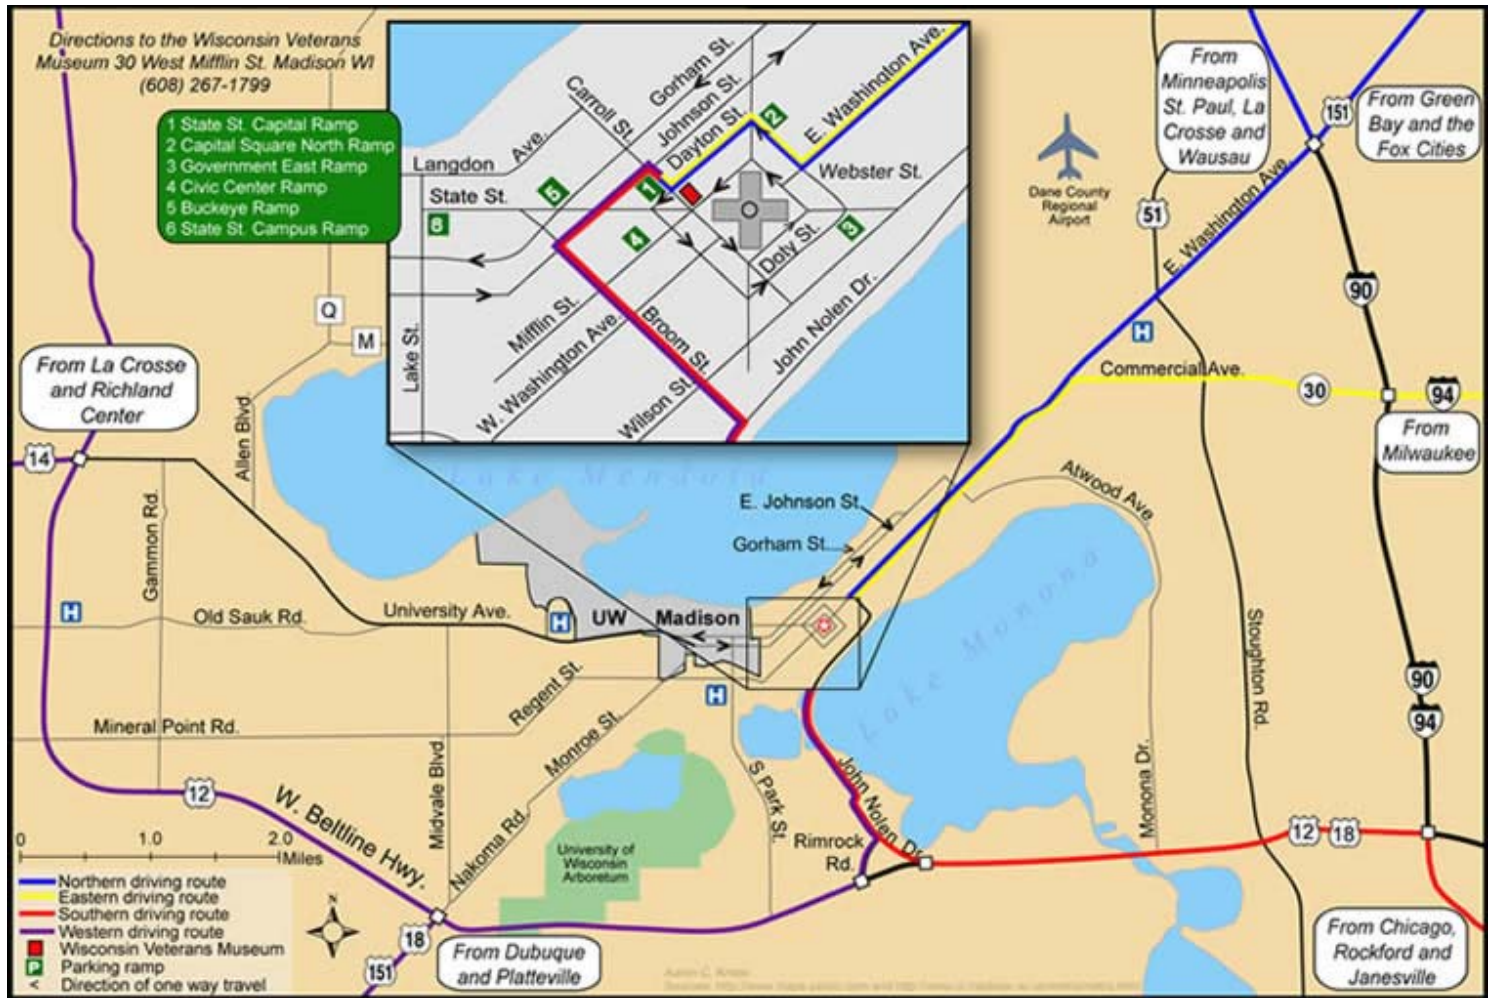 Directions to the Wisconsin Veterans
Museum 30 West Mifflin St. Madison WI
(608) 267-1799
1 State St. Capital Ramp
2 Capital Square North Ramp
3 Government East Ramp
4 Civic Center Ramp
5 Buckeye Ramp
6 State St. Campus Ramp
Carroll St.
Gorham St.
Johnson St.
Dayton St.
2
E. Washington Ave.
Langdon Ave.
State St.
5
1
8
4
3
Webster St.
Doty St.
Mifflin St.
W. Washington Ave.
Broom St.
Wilson St.
John Nolen Dr.
Lake St.
From
Minneapolis
St. Paul, La
Crosse and
Wausau
151
From Green
Bay and the
Fox Cities
Dane County
Regional
Airport
51
E. Washington Ave.
90
H
Commercial Ave.
30
94
From
Milwaukee
Q
M
From La Crosse
and Richland
Center
14
Allen Blvd.
Gammon Rd.
Lake Mendota
E. Johnson St.
Gorham St.
Atwood Ave.
Lake Monona
H
Old Sauk Rd.
University Ave.
H
UW
Madison
H
Regent St.
Mineral Point Rd.
Monroe St.
Midvale Blvd.
Nakoma Rd.
S Park St.
John Nolen Dr.
Rimrock
Rd.
Monona Dr.
Stoughton Rd.
90
94
12
W. Beltline Hwy.
12
18
University of
Wisconsin
Arboretum
0
1.0
2.0
Miles
Northern driving route
Eastern driving route
Southern driving route
Western driving route
Wisconsin Veterans Museum
P
Parking ramp
< Direction of one way travel
N
18
151
From Dubuque
and Platteville
From Chicago,
Rockford and
Janesville